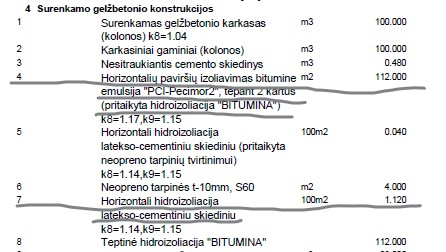 4 Surenkamo gelžbetonio konstrukcijos
1 Surenkamas gelžbetonio karkasas m3 100.000
(kolonos) k8=1.04
2 Karkasiniai gaminiai (kolonos) m3 100.000
3 Nesitraukiantis cemento skiedinys m3 0.480
4 Horizontalių paviršių izoliavimas bitumine m2 112.000
emulsija "PCI-Pecimor2", tepant 2 kartus
(pritaikyta hidroizoliacija "BITUMINA")
k8=1.17,k9=1.15
5 Horizontali hidroizoliacija 100m2 0.040
latekso-cementiniu skiediniu (pritaikyta
neopreno tarpinių tvirtinimui)
k8=1.14,k9=1.15
6 Neopreno tarpinės t-10mm, S60 m2 4.000
7 Horizontali hidroizoliacija 100m2 1.120
latekso-cementiniu skiediniu
k8=1.14,k9=1.15
8 Teptinė hidroizoliacija "BITUMINA" m2 112.000